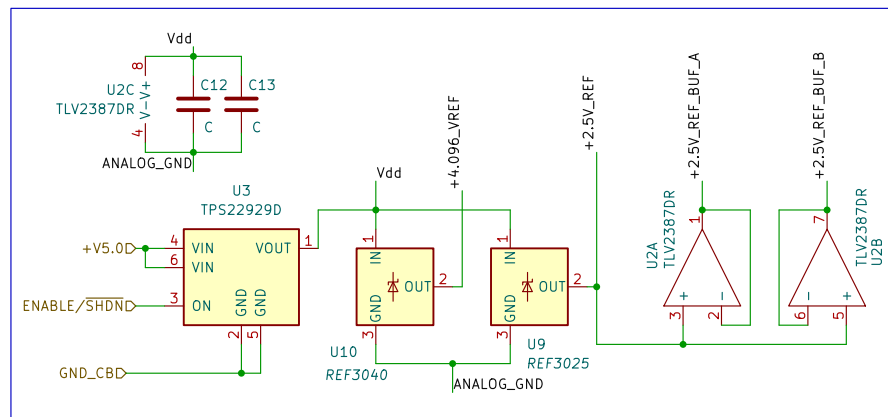 Vdd
8
U2C
TLV2387DR
V+
V-
4
C12
C
C13
C
ANALOG_GND
+4.096_VREF
+2.5V_REF
+2.5V_REF_BUF_A
+2.5V_REF_BUF_B
U3
TPS22929D
+V5.0
4 VIN
6 VIN
VOUT 1
ENABLE/SHDN
3 ON
GND
GND
2
5
GND_CB
Vdd
1
IN
OUT 2
GND
3
U10
REF3040
1
IN
OUT 2
GND
3
U9
REF3025
ANALOG_GND
U2A
TLV2387DR
1
+
-
3
2
7
TLV2387DR
U2B
-
+
6
5